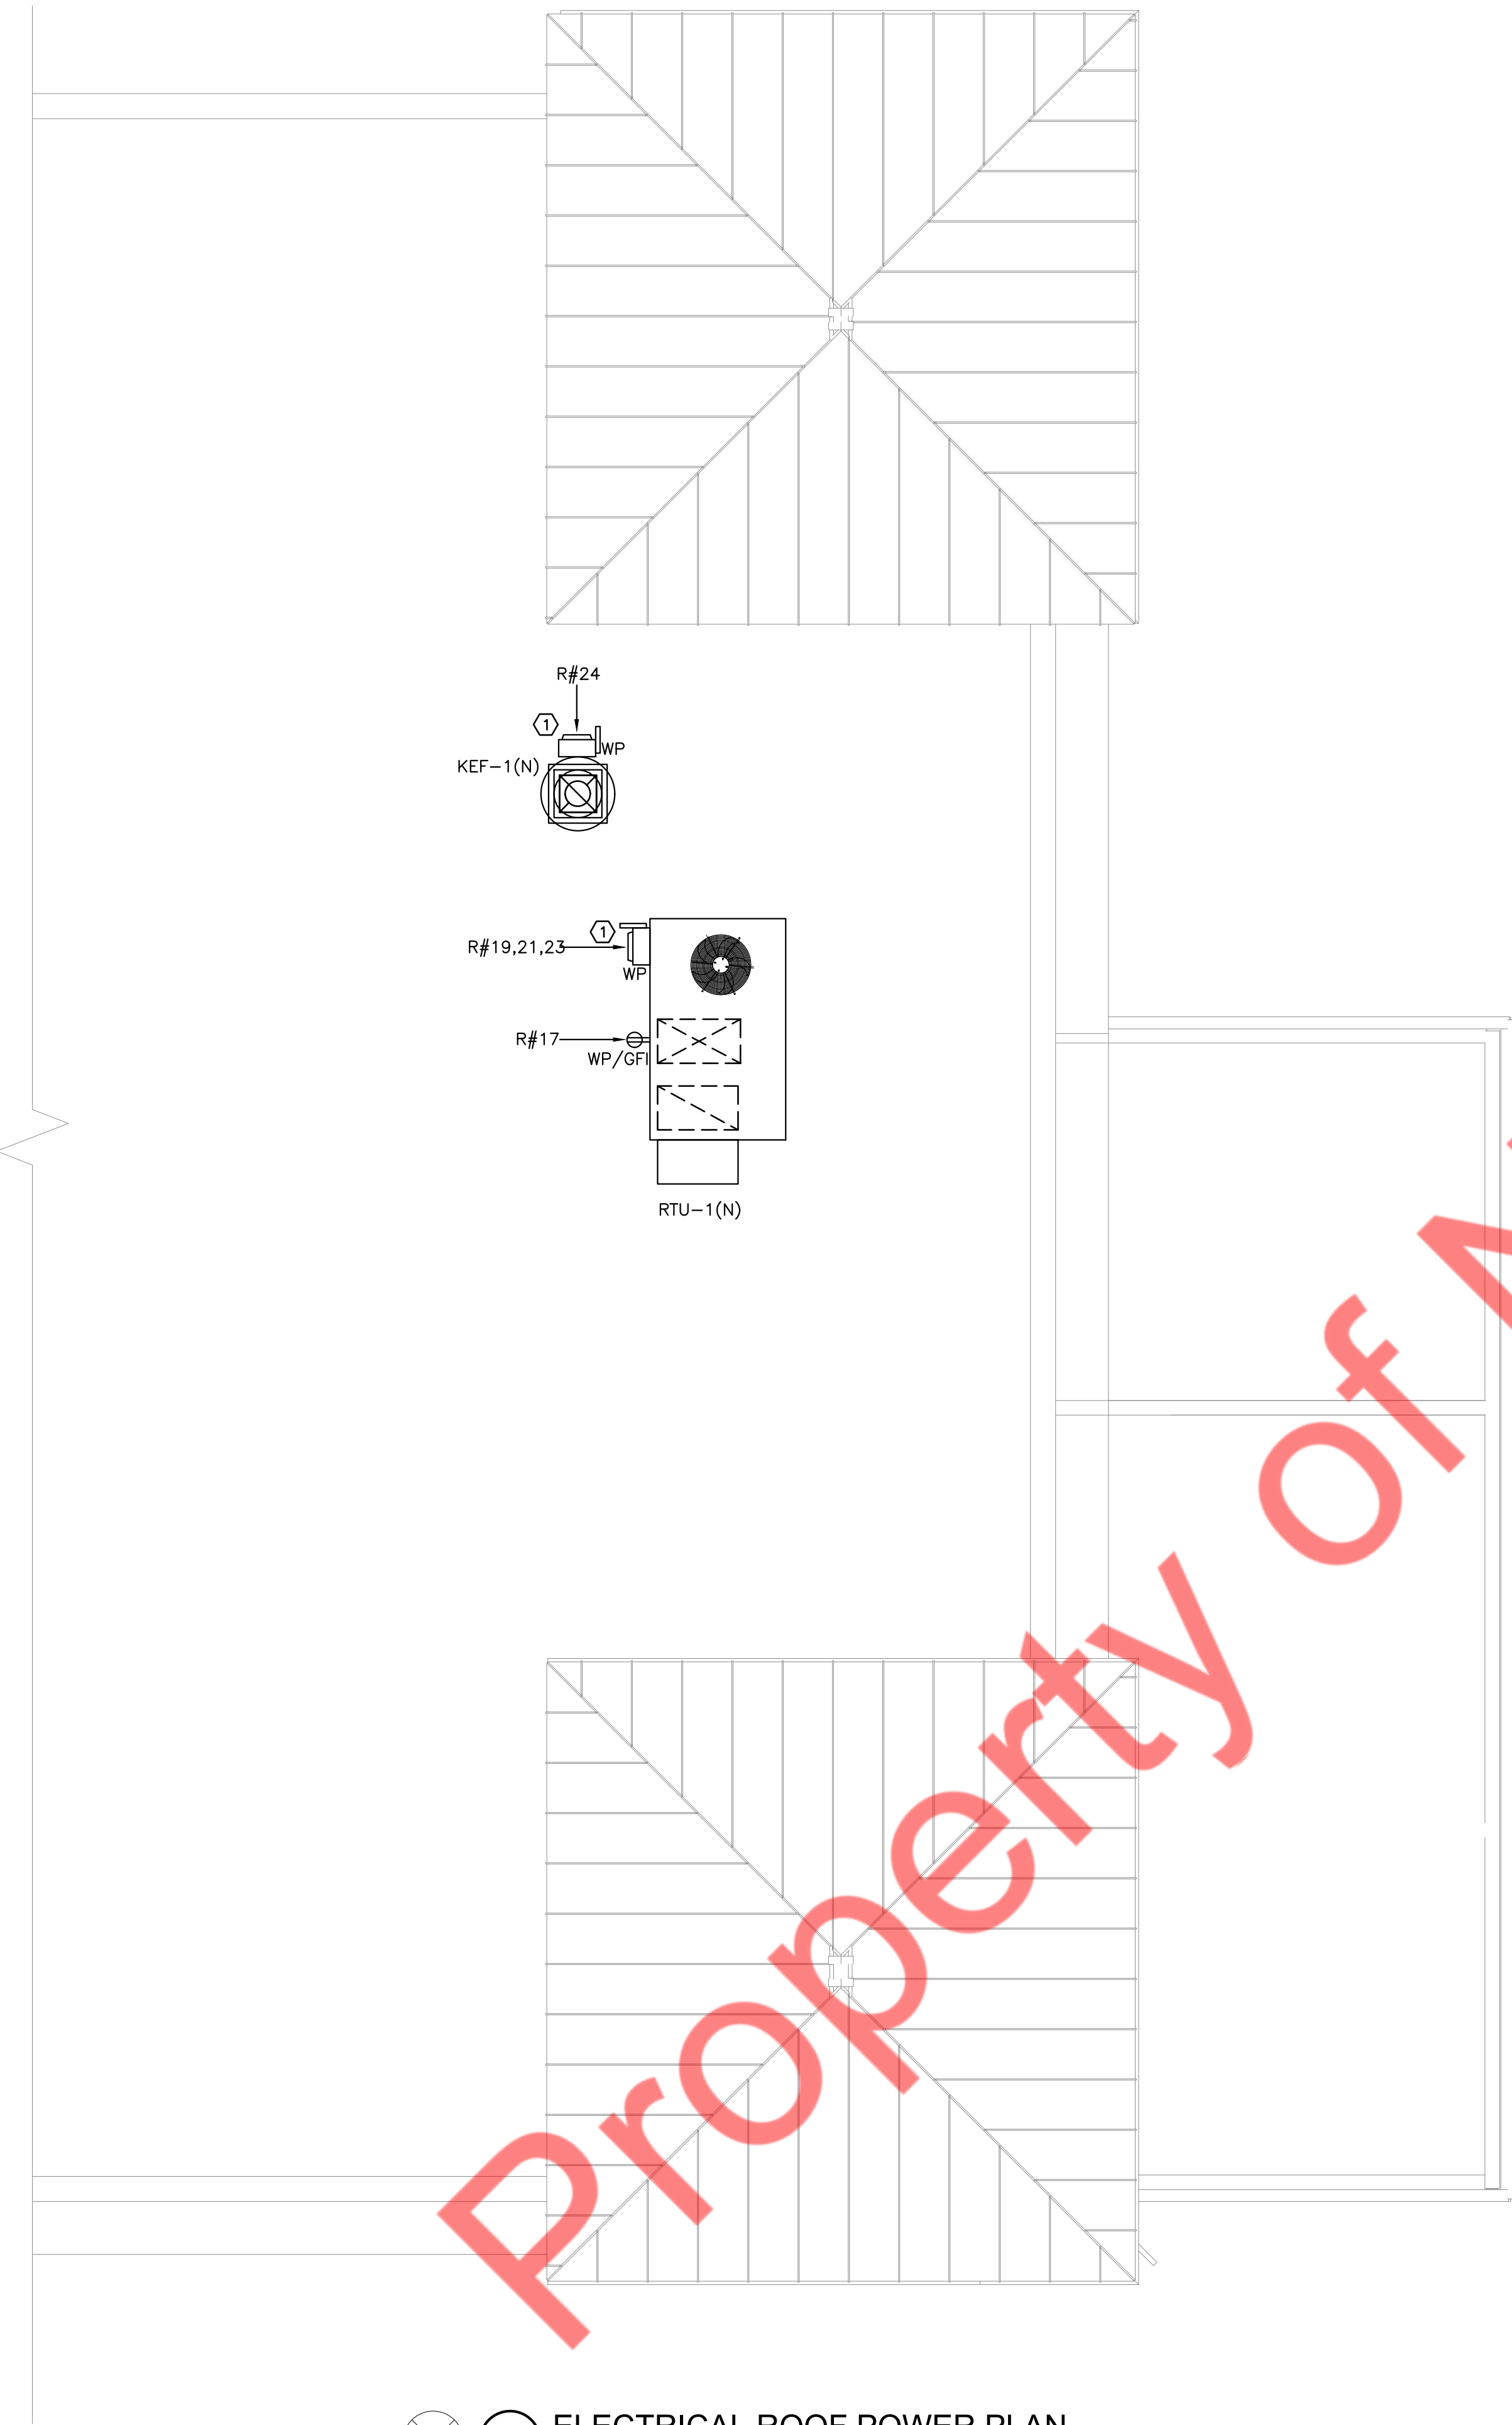 R#24
1
WP
KEF-1(N)
1
R#19,21,23
WP
R#17
WP/GFI
RTU-1(N)
Property of
ELECTRICAL ROOF POWER PLAN